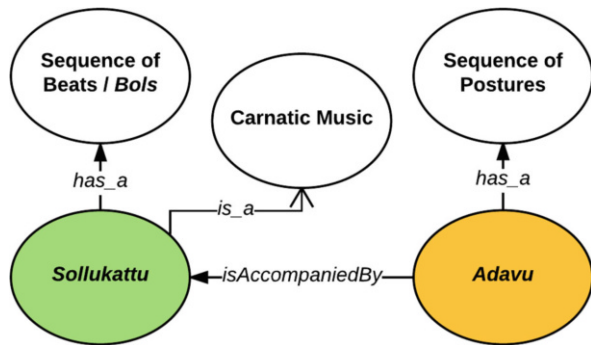 Sequence of
Beats / Bols
Sequence of
Postures
Carnatic Music
has_a
is_a
has_a
Sollukattu
isAccompaniedBy
Adavu